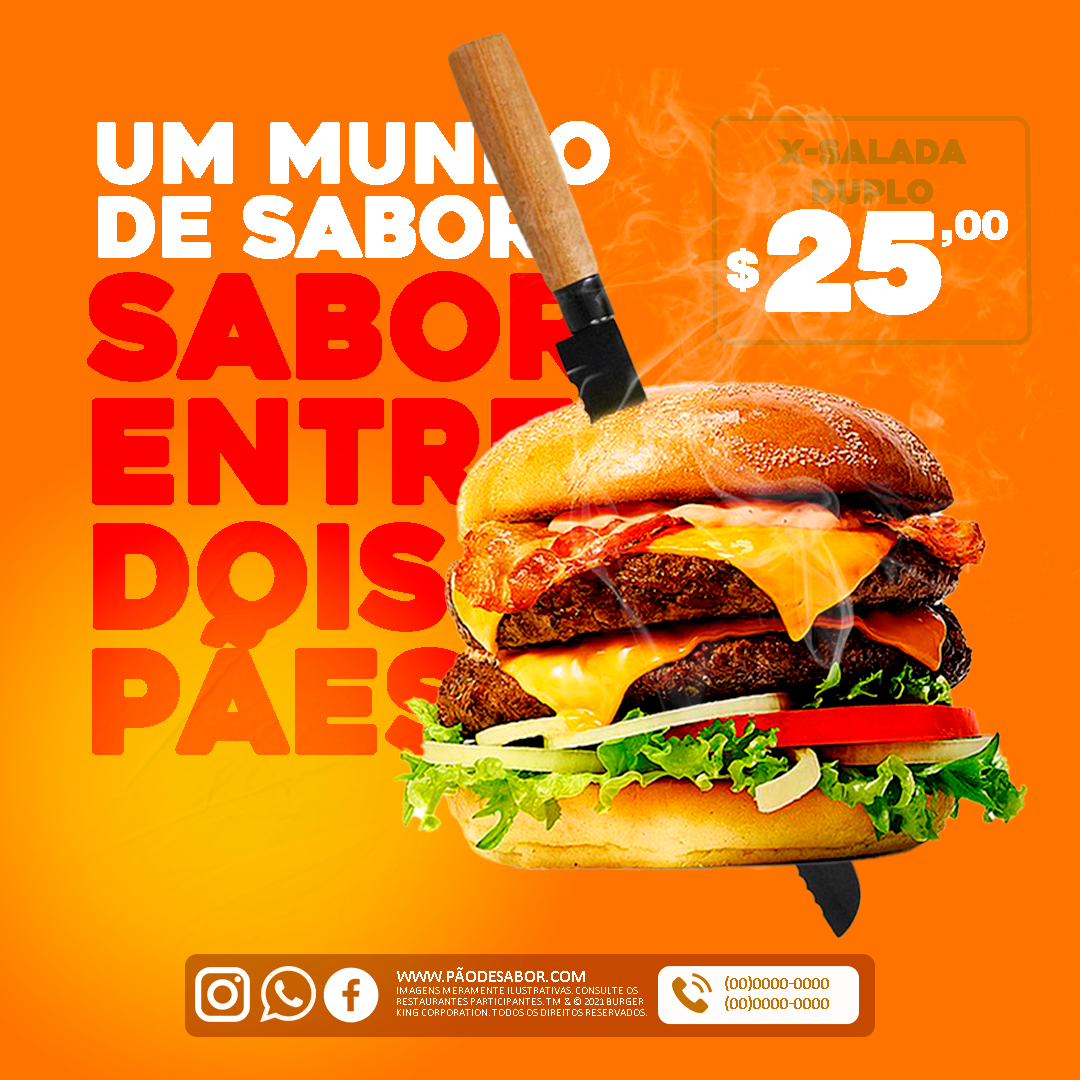 UM MUNDO
DE SABOR
SABOR
ENTRE
DOIS
PÃES
X-SALADA
DUPLO
$25,00
WWW.PÃODESABOR.COM
IMAGENS MERAMENTE ILUSTRATIVAS. CONSULTE OS
RESTAURANTES PARTICIPANTES. TM & © 2021 BURGER
KING CORPORATION. TODOS OS DIREITOS RESERVADOS.
(00)0000-0000
(00)0000-0000